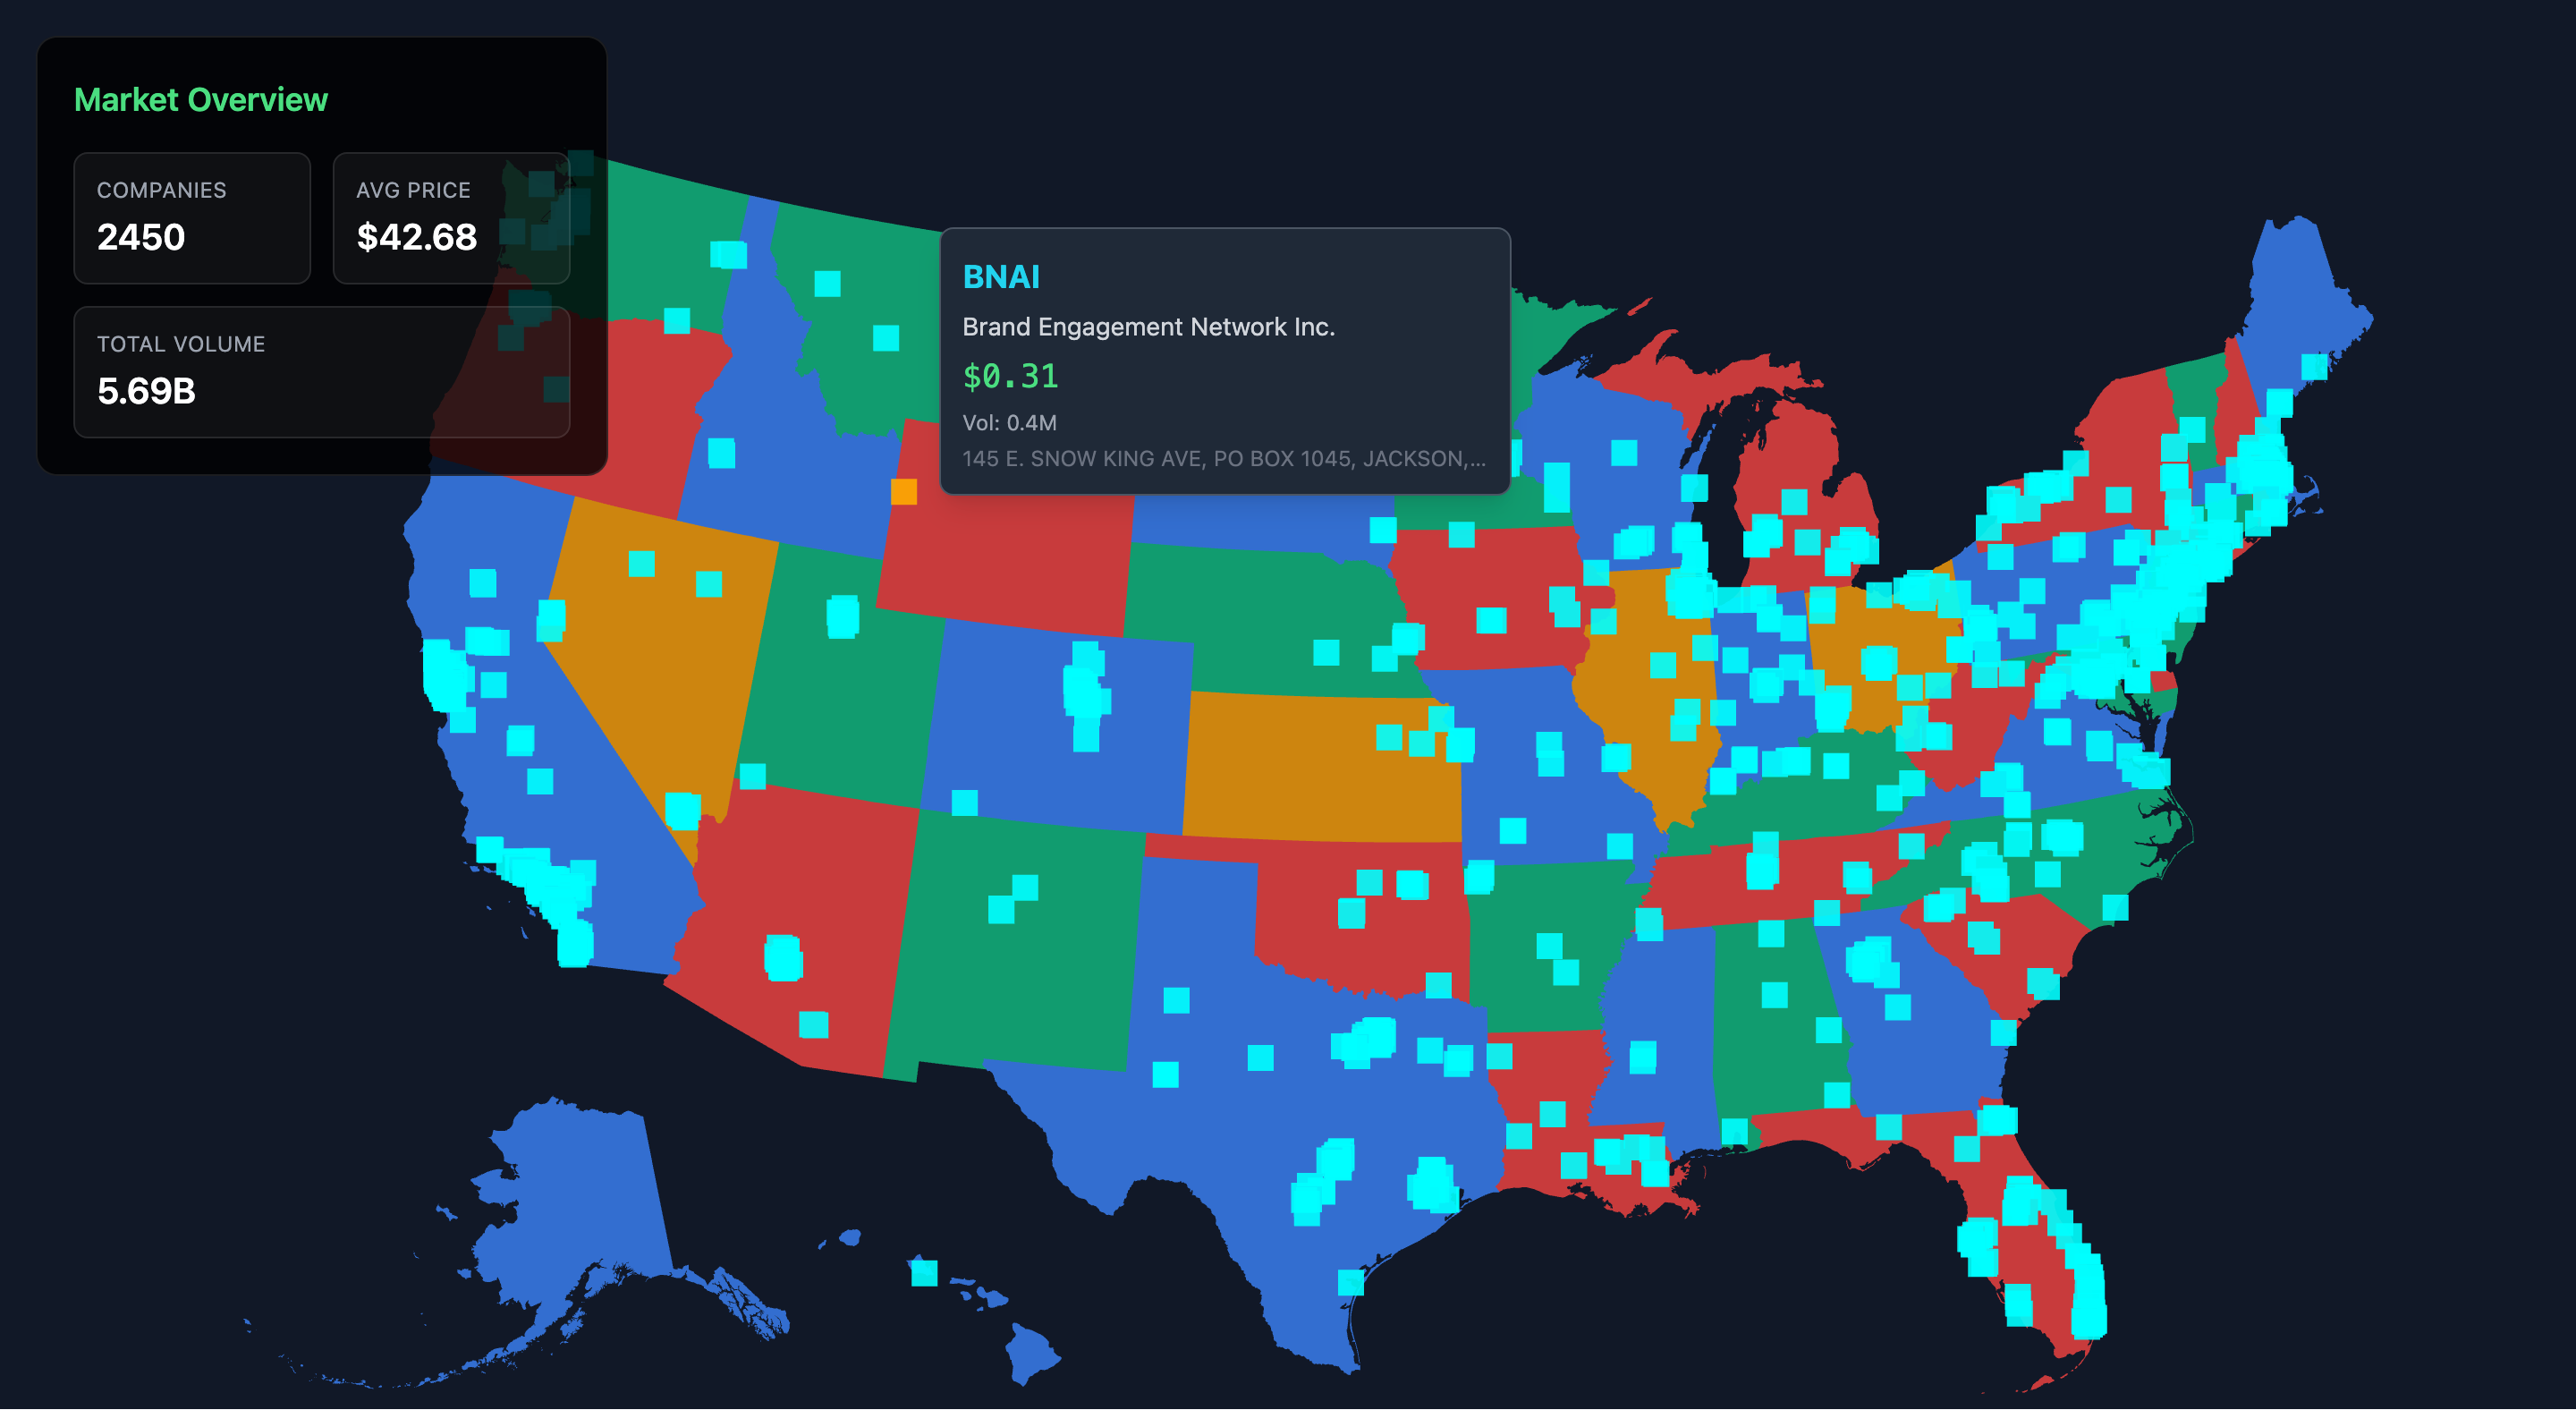 Market Overview
COMPANIES
2450
AVG PRICE
$42.68
TOTAL VOLUME
5.69B
BNAI
Brand Engagement Network Inc.
$0.31
Vol: 0.4M
145 E. SNOW KING AVE, PO BOX 1045, JACKSON,...